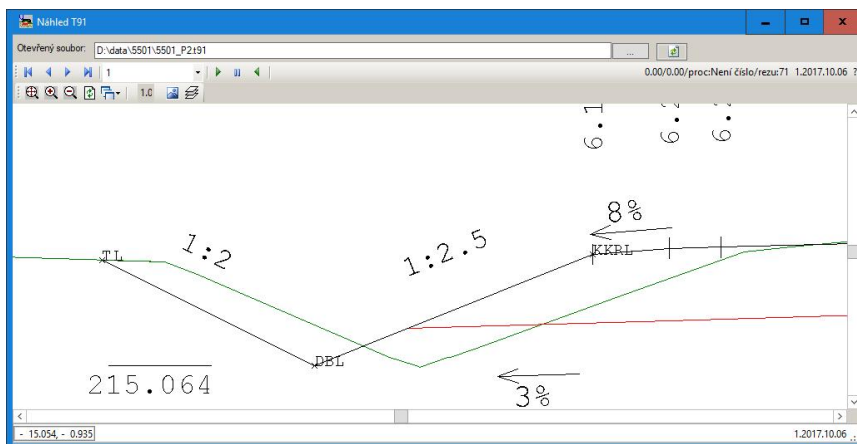 Náhled T91
Otevřený soubor: D:\data\5501\5501_P2.t91 ...
1 0.00/0.00/proc:Není číslo/rezu:71 1.2017.10.06 ?
1.0
6.1
8%
TL
1:2
1:2.5
KKRL
DBL
215.064
3%
- 15.054, - 0.935 1.2017.10.06